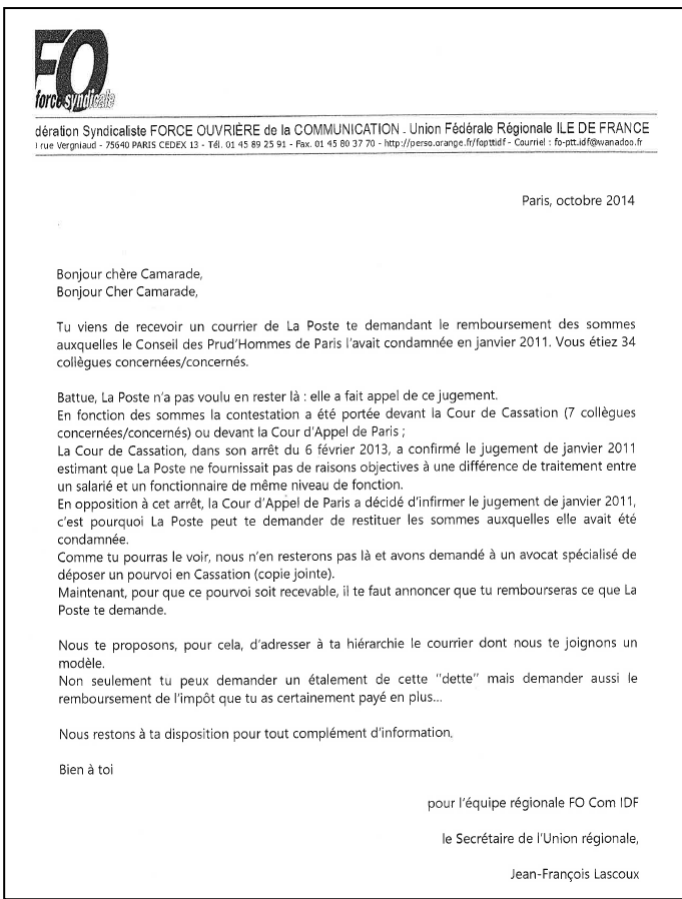 FO
force syndicale
dération Syndicaliste FORCE OUVRIÈRE de la COMMUNICATION - Union Fédérale Régionale ILE DE FRANCE
rue Vergniaud - 75640 PARIS CEDEX 13 - Tél. 01 45 89 25 91 - Fax. 01 45 80 37 70 - http://perso.orange.fr/fopttidf - Courriel : fo-ptt.idf@wanadoo.fr
Paris, octobre 2014
Bonjour chère Camarade,
Bonjour Cher Camarade,
Tu viens de recevoir un courrier de La Poste te demandant le remboursement des sommes
auxquelles le Conseil des Prud'Hommes de Paris l'avait condamnée en janvier 2011. Vous étiez 34
collègues concernées/concernés.
Battue, La Poste n'a pas voulu en rester là : elle a fait appel de ce jugement.
En fonction des sommes la contestation a été portée devant la Cour de Cassation (7 collègues
concernées/concernés) ou devant la Cour d'Appel de Paris ;
La Cour de Cassation, dans son arrêt du 6 février 2013, a confirmé le jugement de janvier 2011
estimant que La Poste ne fournissait pas de raisons objectives à une différence de traitement entre
un salarié et un fonctionnaire de même niveau de fonction.
En opposition à cet arrêt, la Cour d'Appel de Paris a décidé d'infirmer le jugement de janvier 2011,
c'est pourquoi La Poste peut te demander de restituer les sommes auxquelles elle avait été
condamnée.
Comme tu pourras le voir, nous n'en resterons pas là et avons demandé à un avocat spécialisé de
déposer un pourvoi en Cassation (copie jointe).
Maintenant, pour que ce pourvoi soit recevable, il te faut annoncer que tu rembourseras ce que La
Poste te demande.
Nous te proposons, pour cela, d'adresser à ta hiérarchie le courrier dont nous te joignons un
modèle.
Non seulement tu peux demander un étalement de cette "dette" mais demander aussi le
remboursement de l'impôt que tu as certainement payé en plus...
Nous restons à ta disposition pour tout complément d'information.
Bien à toi
pour l'équipe régionale FO Com IDF
le Secrétaire de l'Union régionale,
Jean-François Lascoux